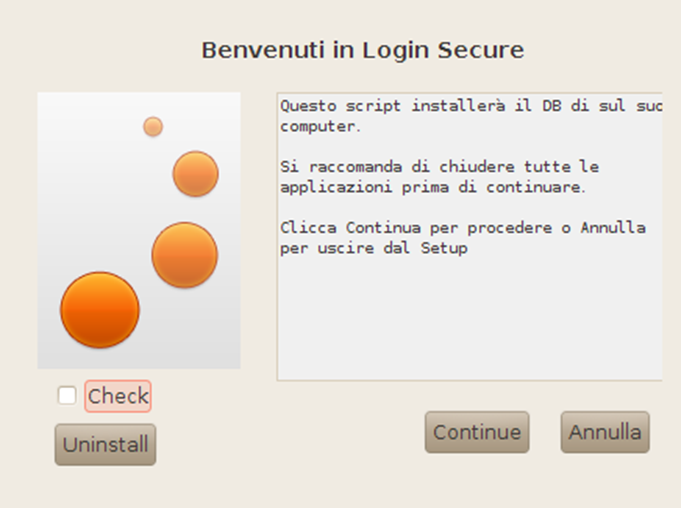 Benvenuti in Login Secure
Questo script installerà il DB di sul suo
computer.
Si raccomanda di chiudere tutte le
applicazioni prima di continuare.
Clicca Continua per procedere o Annulla
per uscire dal Setup
Check
Uninstall
Continue
Annulla